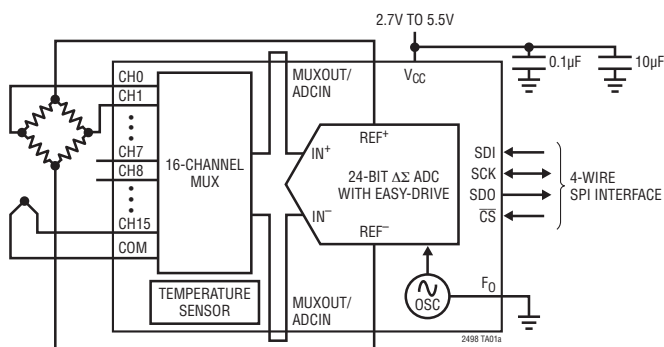 2.7V TO 5.5V
0.1µF
10µF
MUXOUT/
ADCIN
VCC
CH0
CH1
CH7
CH8
CH15
COM
16-CHANNEL
MUX
TEMPERATURE
SENSOR
IN+
IN–
REF+
24-BIT ΔΣ ADC
WITH EASY-DRIVE
REF–
MUXOUT/
ADCIN
OSC
SDI
SCK
SDO
CS
4-WIRE
SPI INTERFACE
FO
2498 TA01a